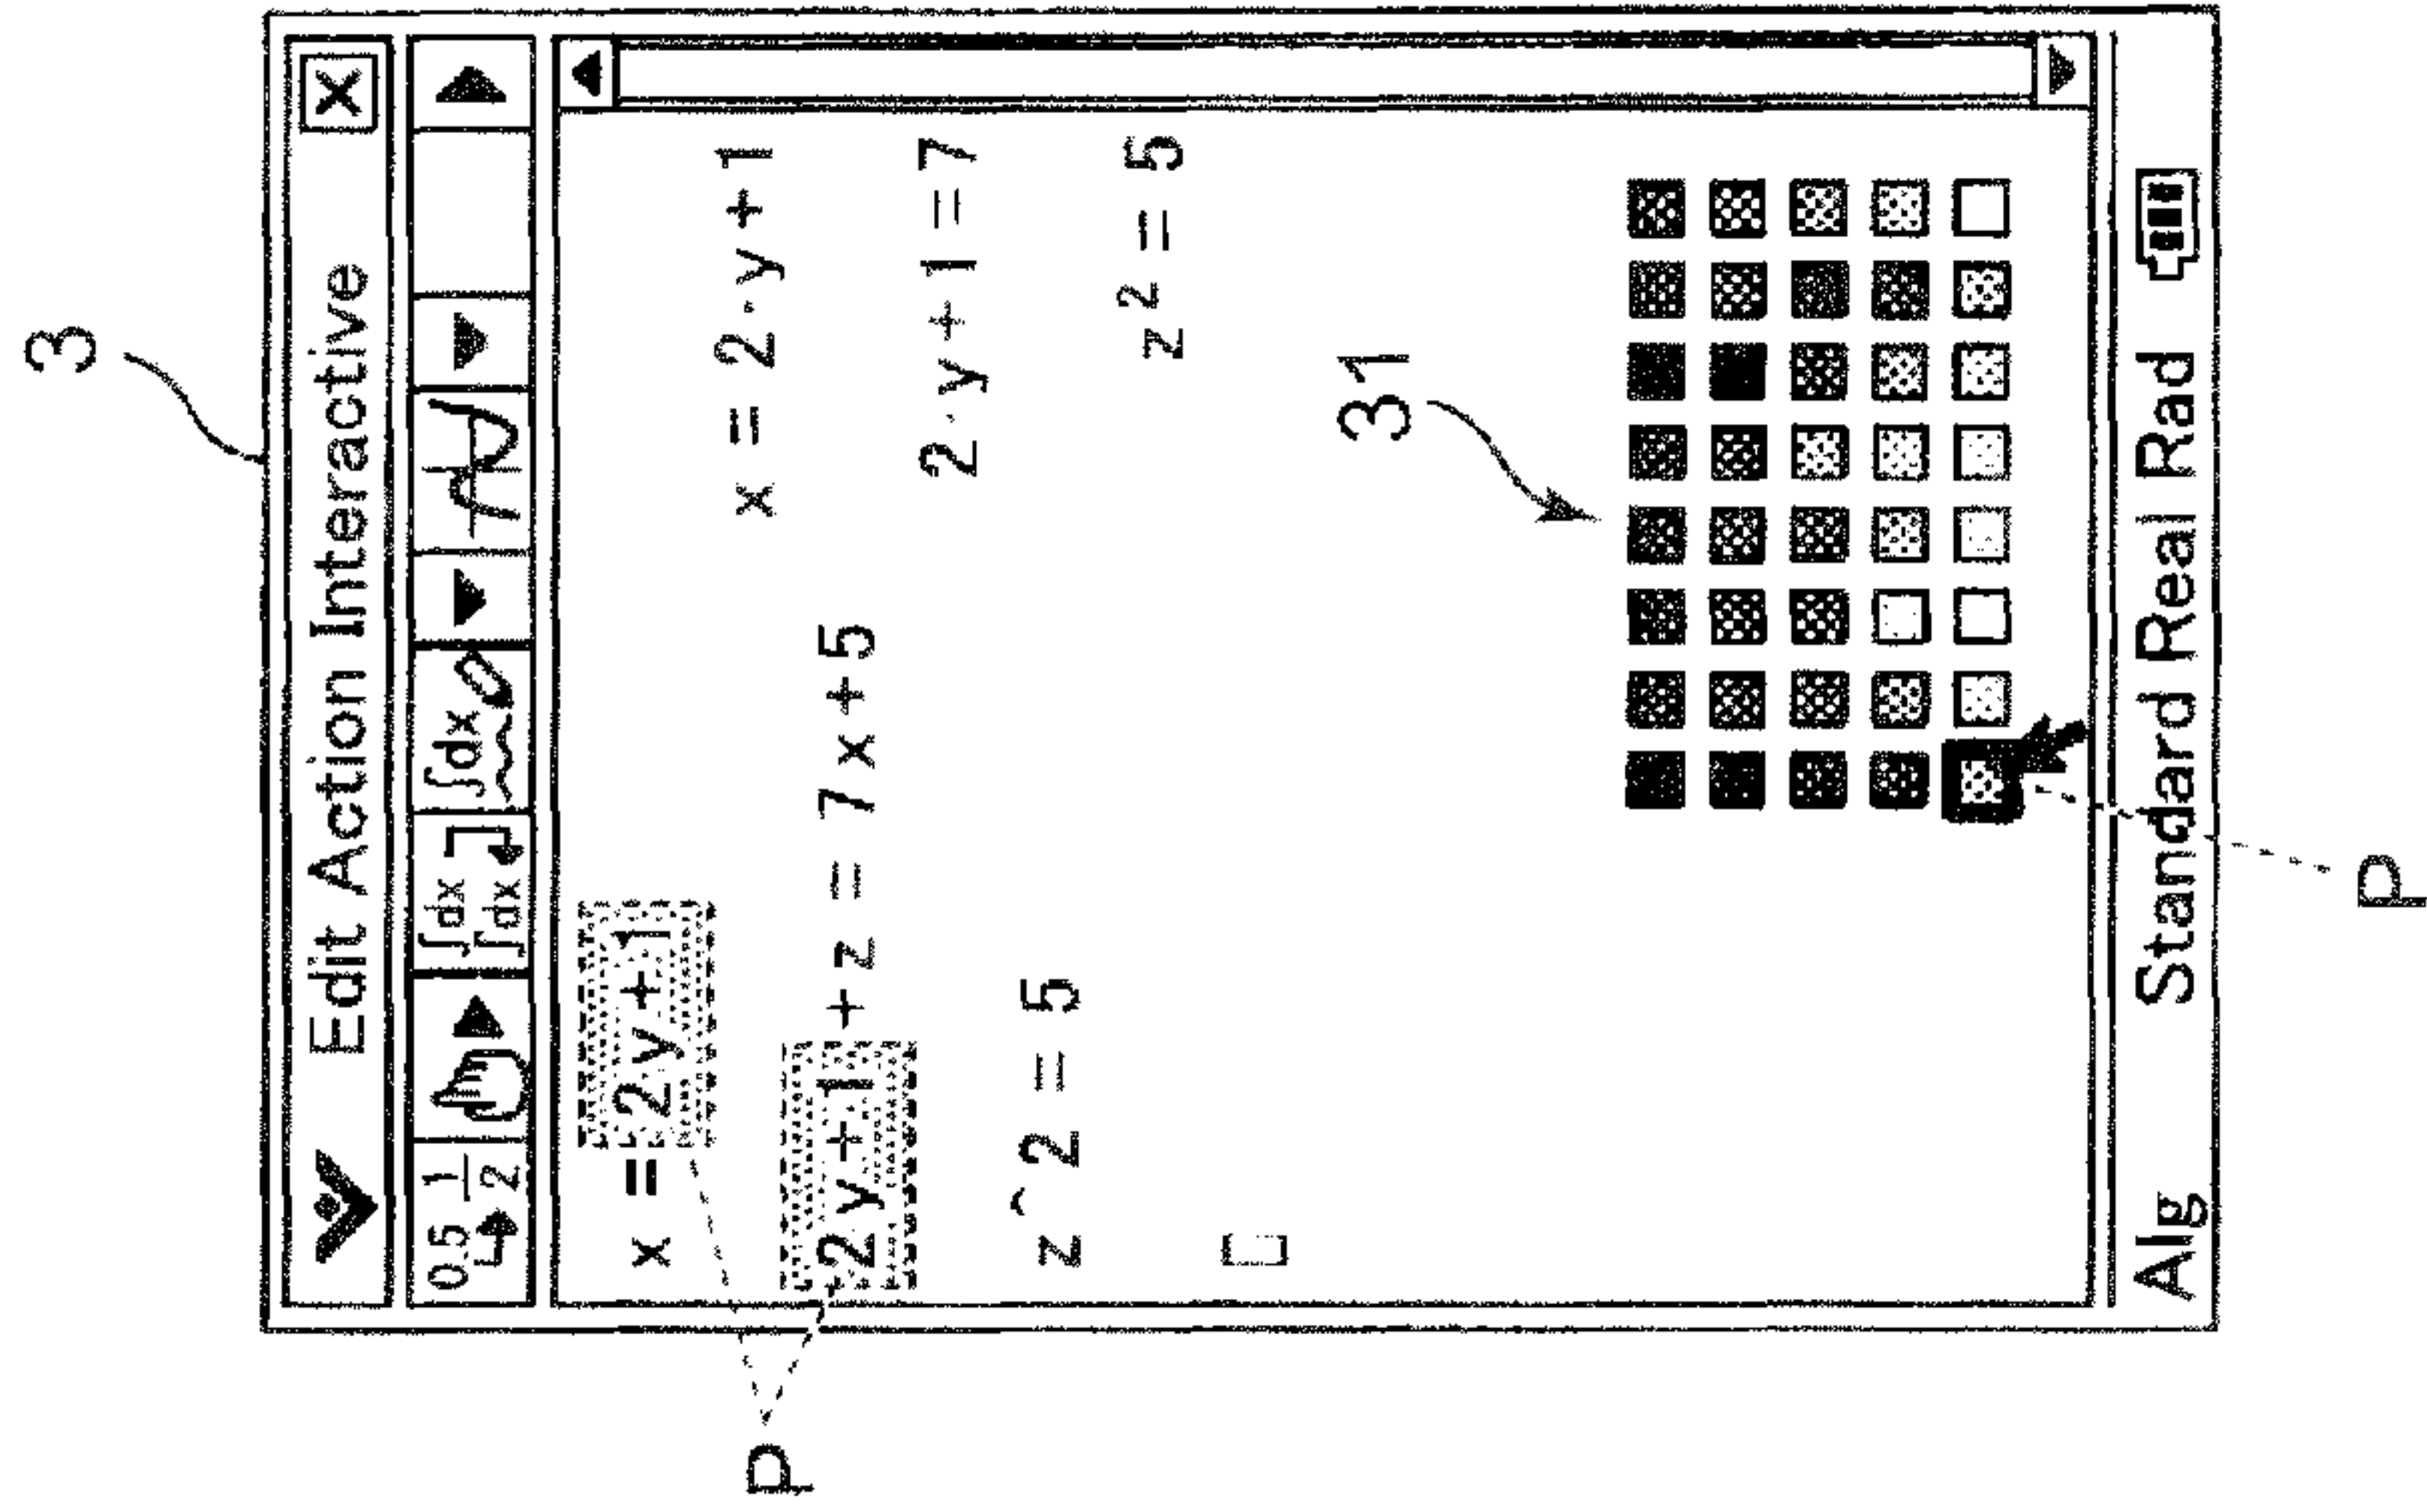 3
Edit Action Interactive X
0.5 1/2 ∫dx ∫dx ∫dx
x =2y+1
x = 2·y+1
P
2y+1+z = 7x+5
2·y+1=7
z^2=5
z²=5
31
Alg Standard Real Rad
P